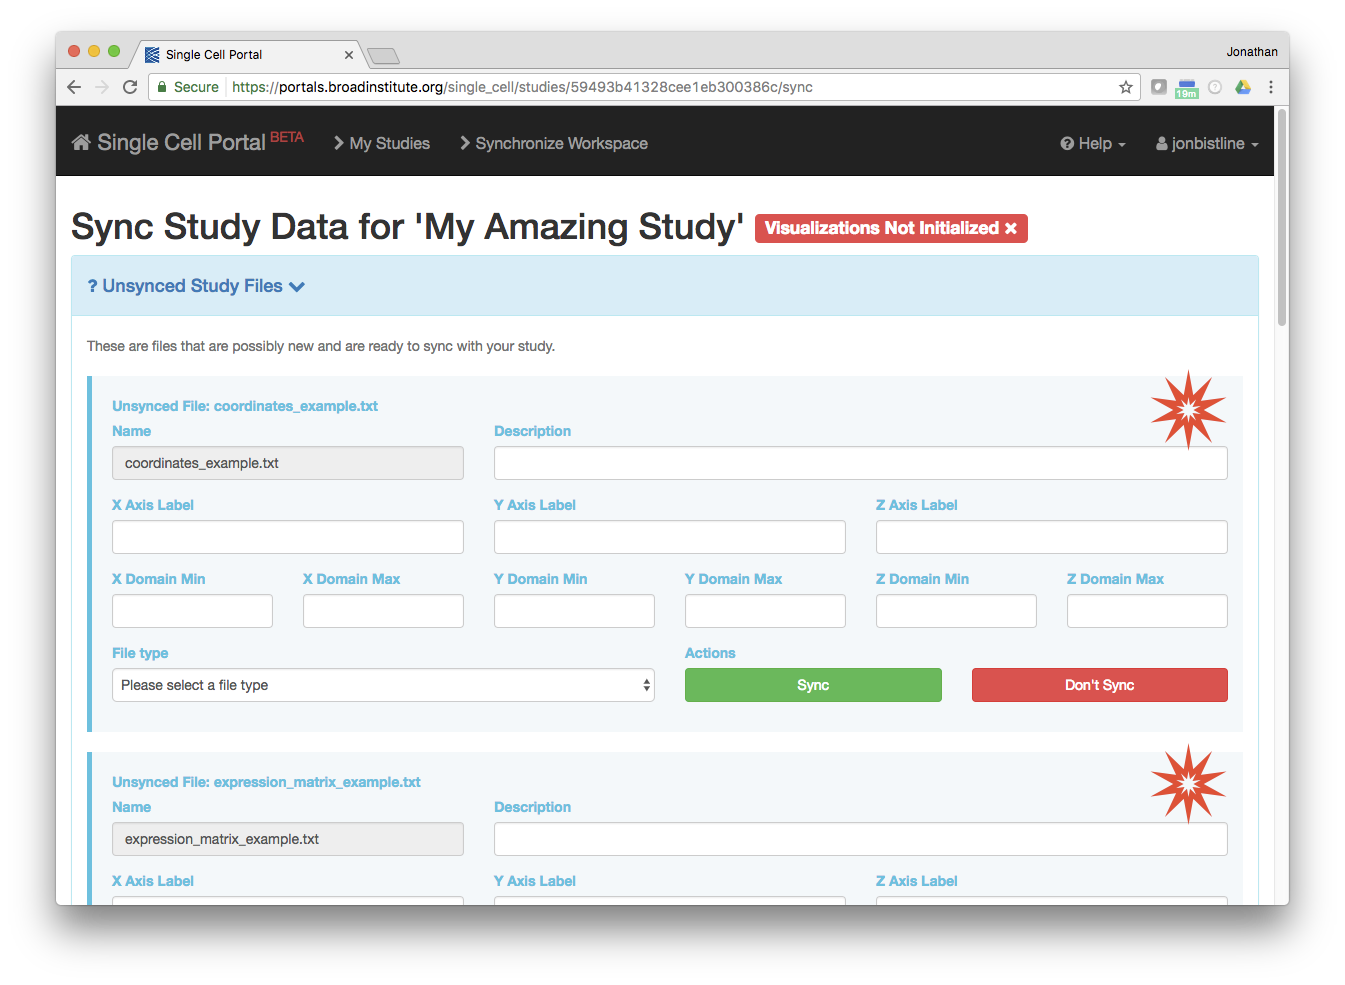 Single Cell Portal
Jonathan
Secure https://portals.broadinstitute.org/single_cell/studies/59493b41328cee1eb300386c/sync
19m
Single Cell Portal BETA My Studies Synchronize Workspace Help jonbistline
Sync Study Data for 'My Amazing Study' Visualizations Not Initialized ×
? Unsynced Study Files
These are files that are possibly new and are ready to sync with your study.
Unsynced File: coordinates_example.txt
Name Description
coordinates_example.txt
X Axis Label Y Axis Label Z Axis Label
X Domain Min X Domain Max Y Domain Min Y Domain Max Z Domain Min Z Domain Max
File type Actions
Please select a file type Sync Don't Sync
Unsynced File: expression_matrix_example.txt
Name Description
expression_matrix_example.txt
X Axis Label Y Axis Label Z Axis Label